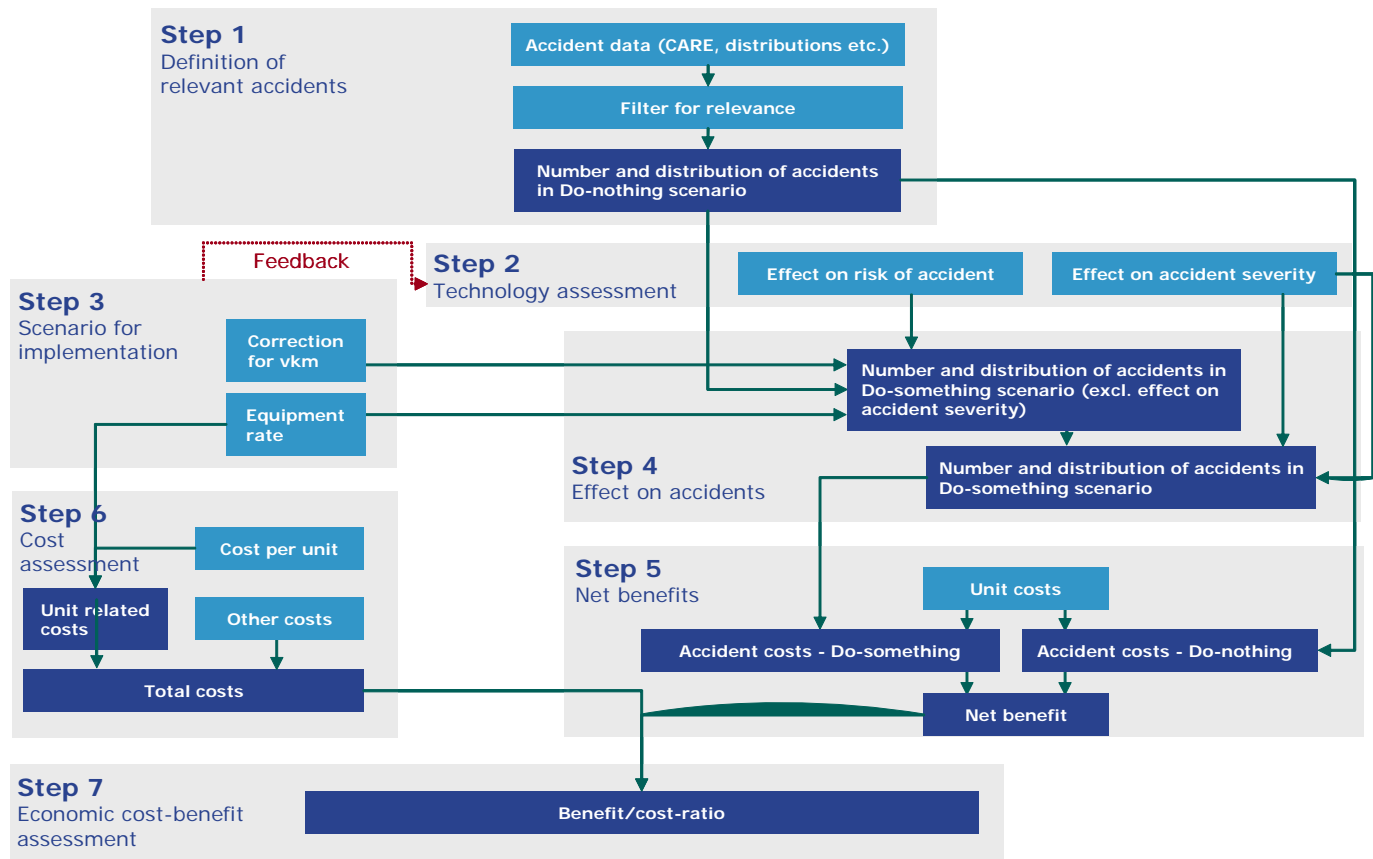 Step 1
Definition of
relevant accidents
Accident data (CARE, distributions etc.)
Filter for relevance
Number and distribution of accidents
in Do-nothing scenario
Feedback
Step 2
Technology assessment
Effect on risk of accident
Effect on accident severity
Step 3
Scenario for
implementation
Correction
for vkm
Equipment
rate
Number and distribution of accidents in
Do-something scenario (excl. effect on
accident severity)
Step 4
Effect on accidents
Number and distribution of accidents in
Do-something scenario
Step 6
Cost
assessment
Cost per unit
Unit related
costs
Other costs
Total costs
Step 5
Net benefits
Unit costs
Accident costs - Do-something
Accident costs - Do-nothing
Net benefit
Step 7
Economic cost-benefit
assessment
Benefit/cost-ratio